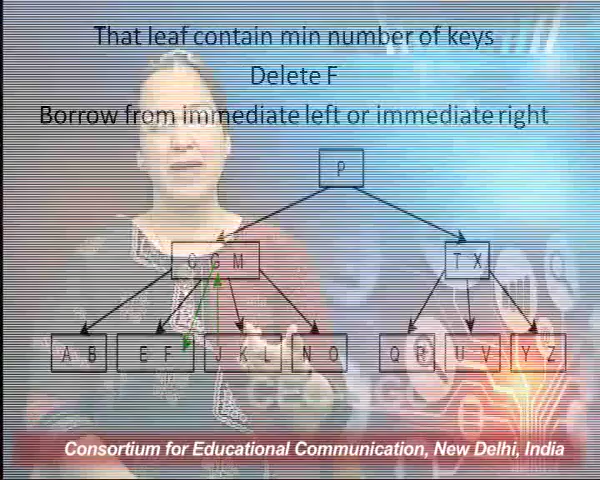 That leaf contain min number of keys
Delete F
Borrow from immediate left or immediate right
P
C G M
T X
A B
E F
J K L
N O
Q R
U V
Y Z
Consortium for Educational Communication, New Delhi, India